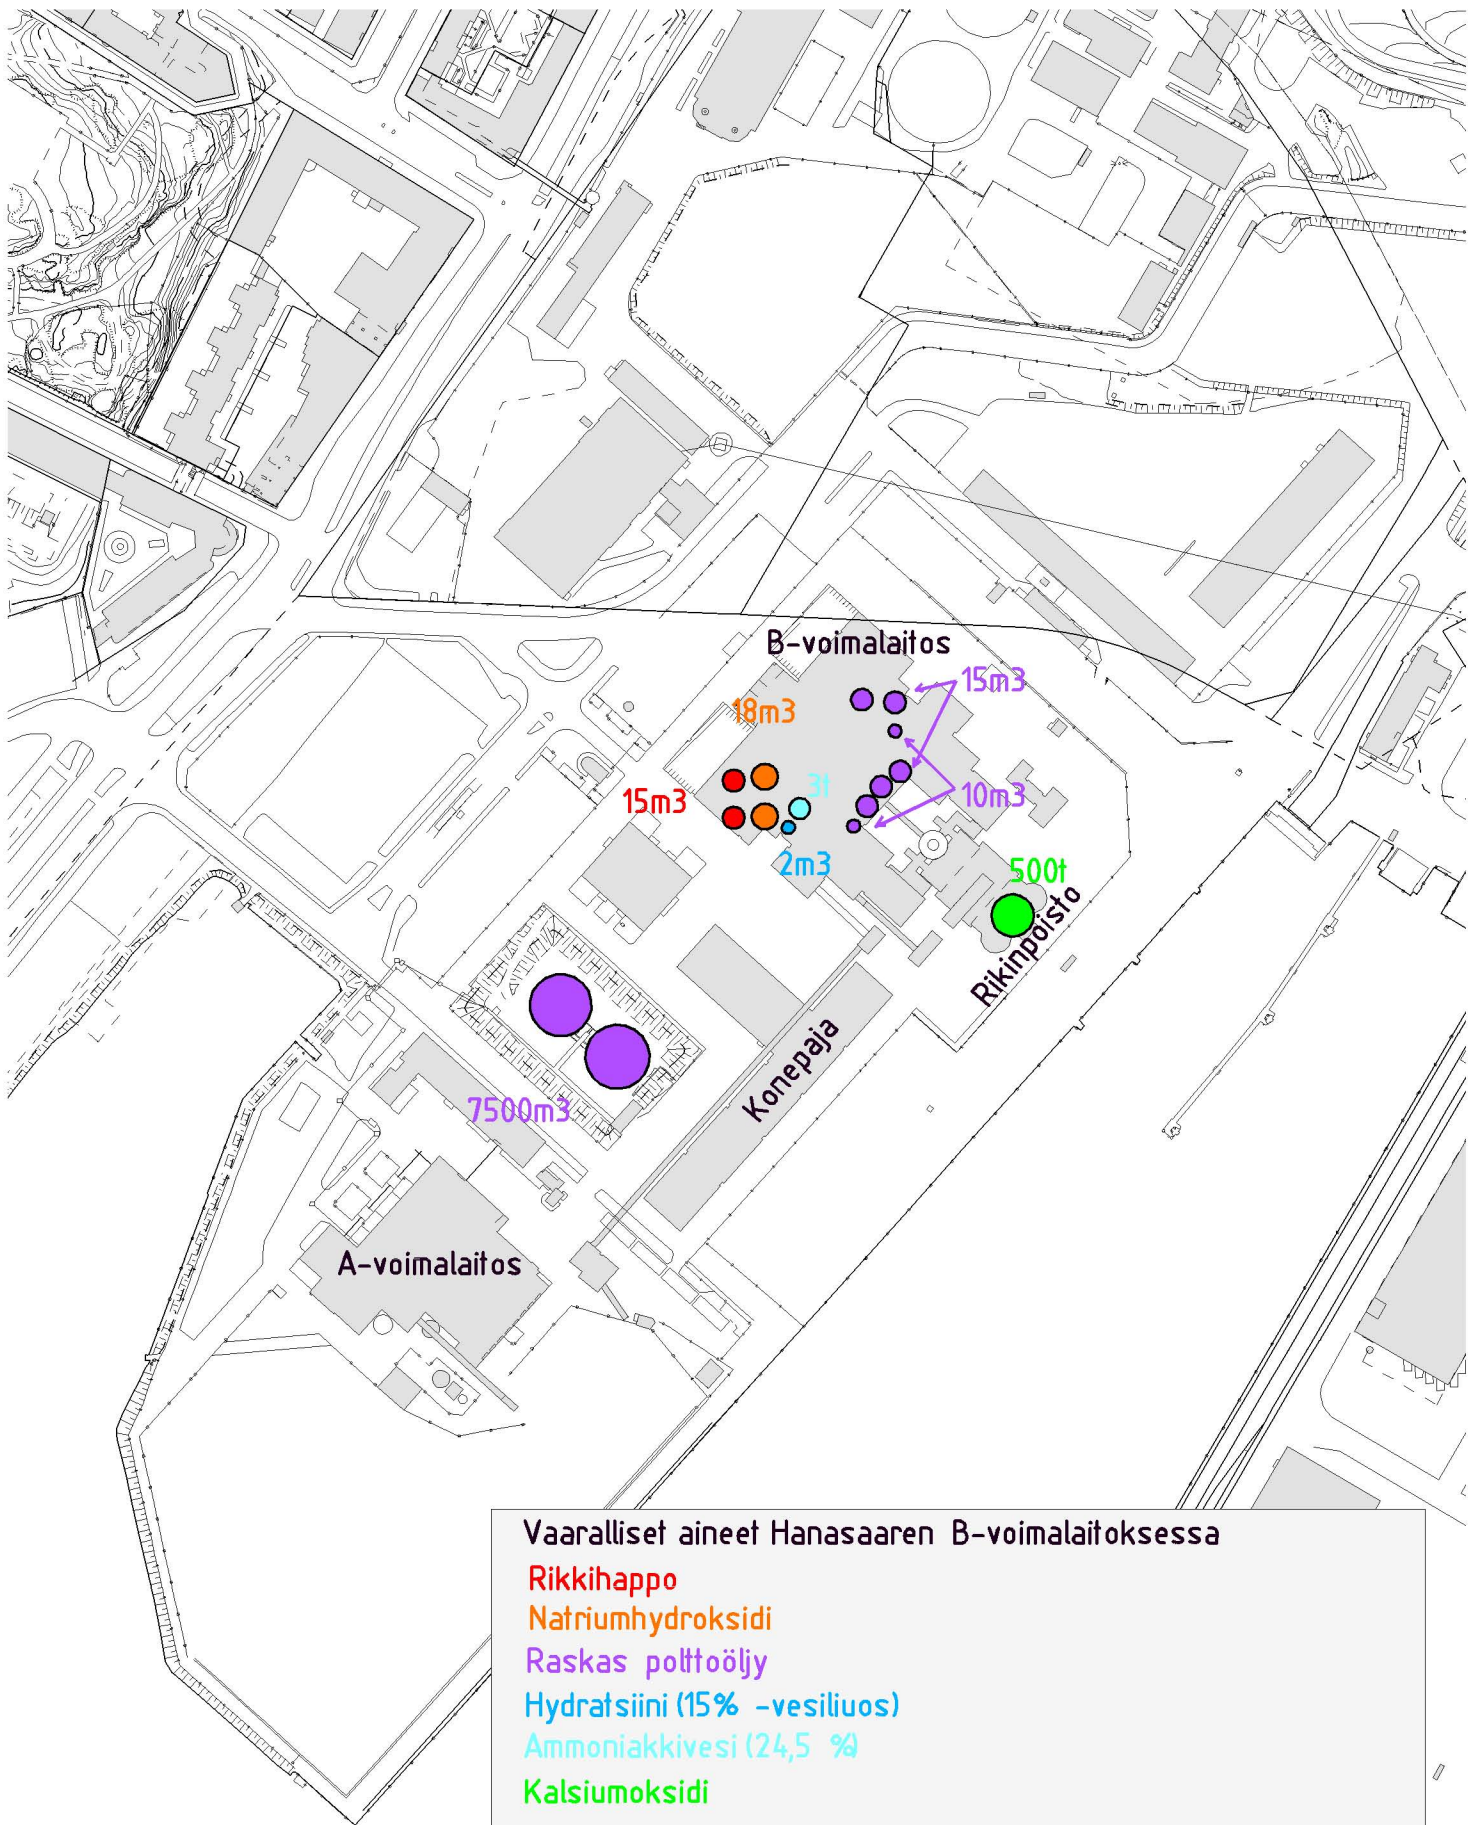 B-voimalaitos
15m3
18m3
3t
15m3
10m3
2m3
500t
Rikinpoisto
Konepaja
7500m3
A-voimalaitos
Vaaralliset aineet Hanasaaren B-voimalaitoksessa
Rikkihappo
Natriumhydroksidi
Raskas polttoöljy
Hydratsiini (15% -vesiliuos)
Ammoniakkivesi (24,5 %)
Kalsiumoksidi